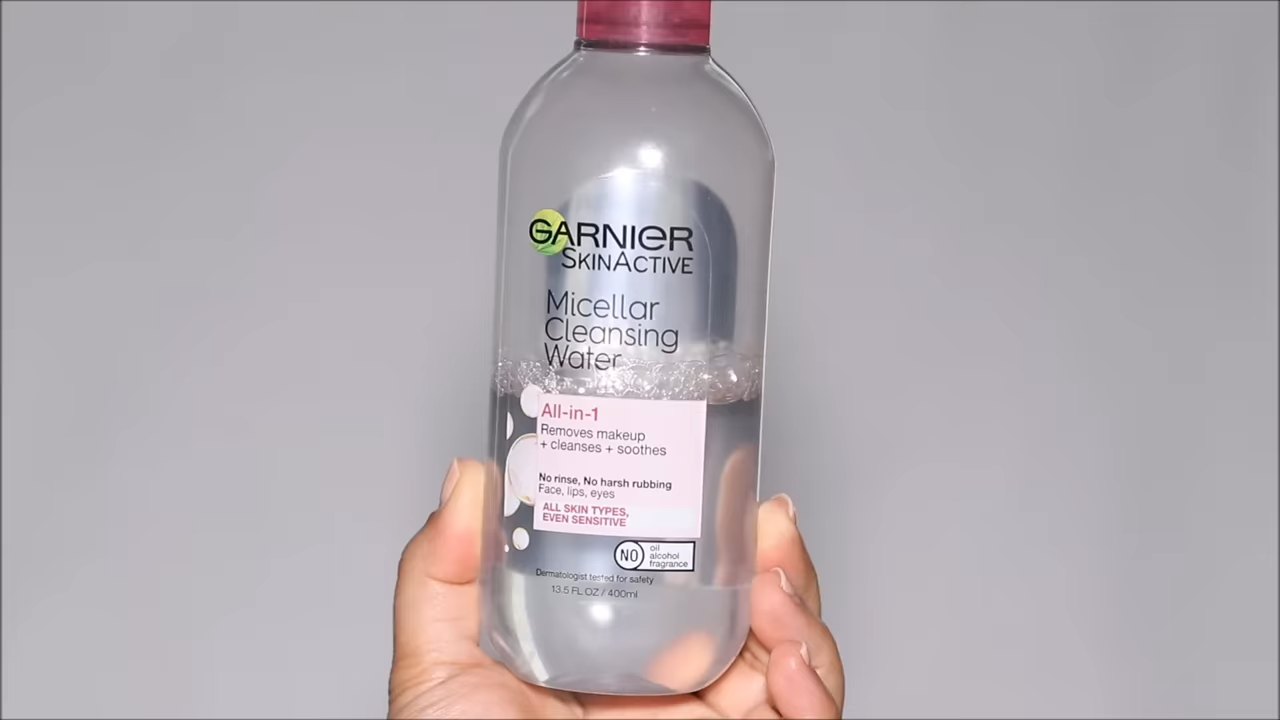 GARNIER
SKINACTIVE
Micellar
Cleansing
Water
All-in-1
Removes makeup
+ cleanses + soothes
No rinse, No harsh rubbing
Face, lips, eyes
ALL SKIN TYPES,
EVEN SENSITIVE
NO
oil
alcohol
fragrance
Dermatologist tested for safety
13.5 FL OZ / 400ml